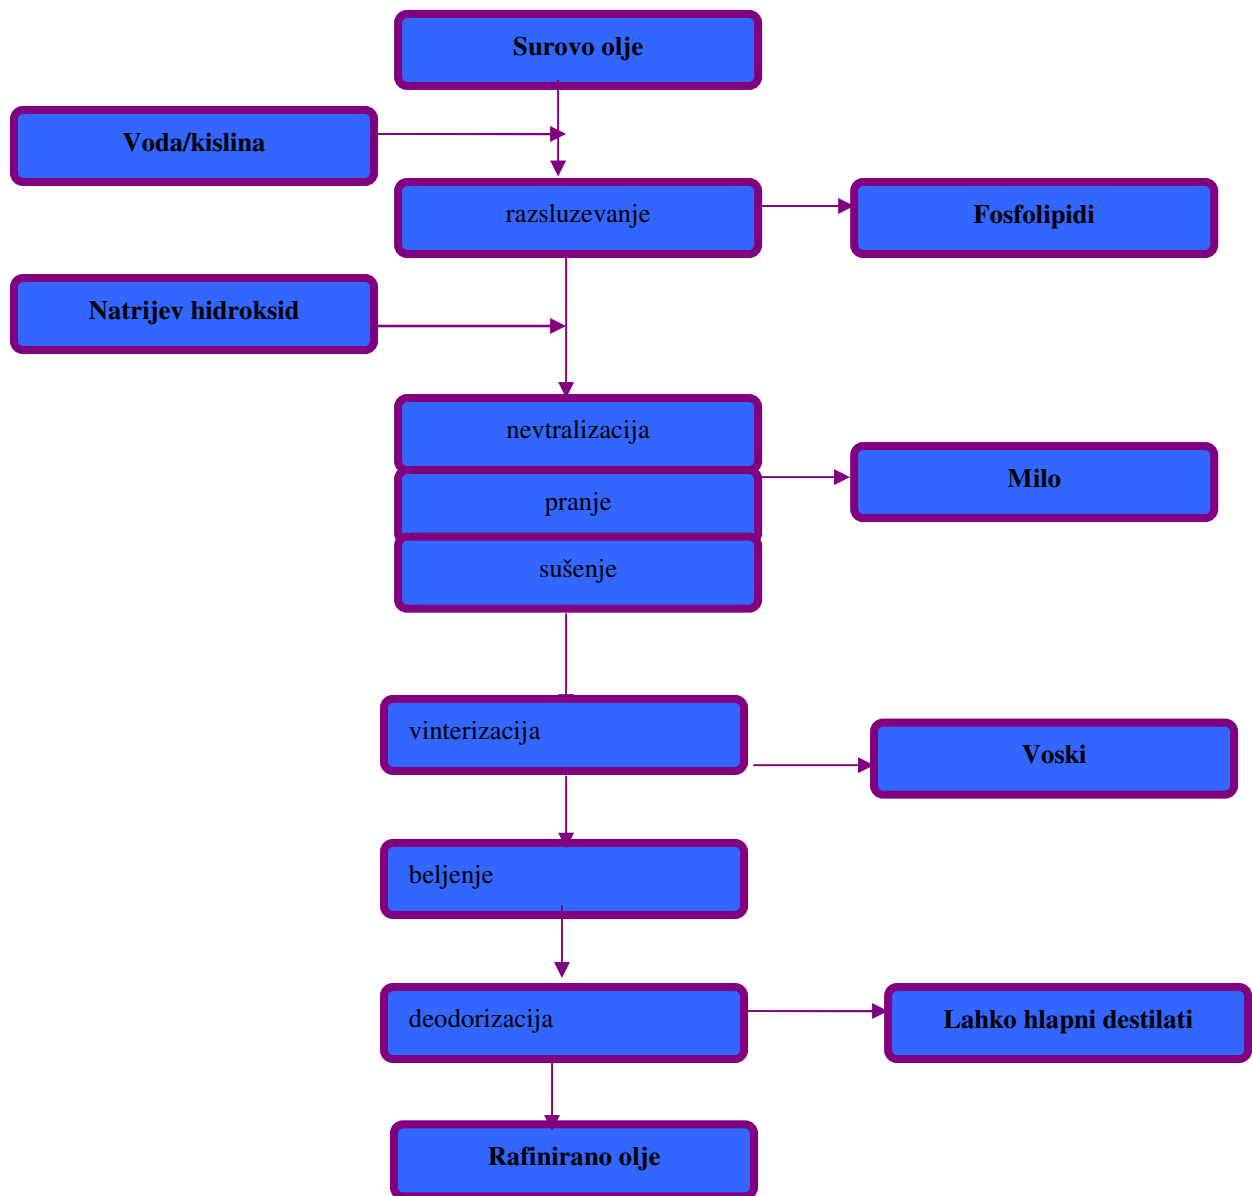 Surovo olje
Voda/kislina
razsluzevanje
Fosfolipidi
Natrijev hidroksid
nevtralizacija
Milo
pranje
sušenje
vinterizacija
Voski
beljenje
deodorizacija
Lahko hlapni destilati
Rafinirano olje